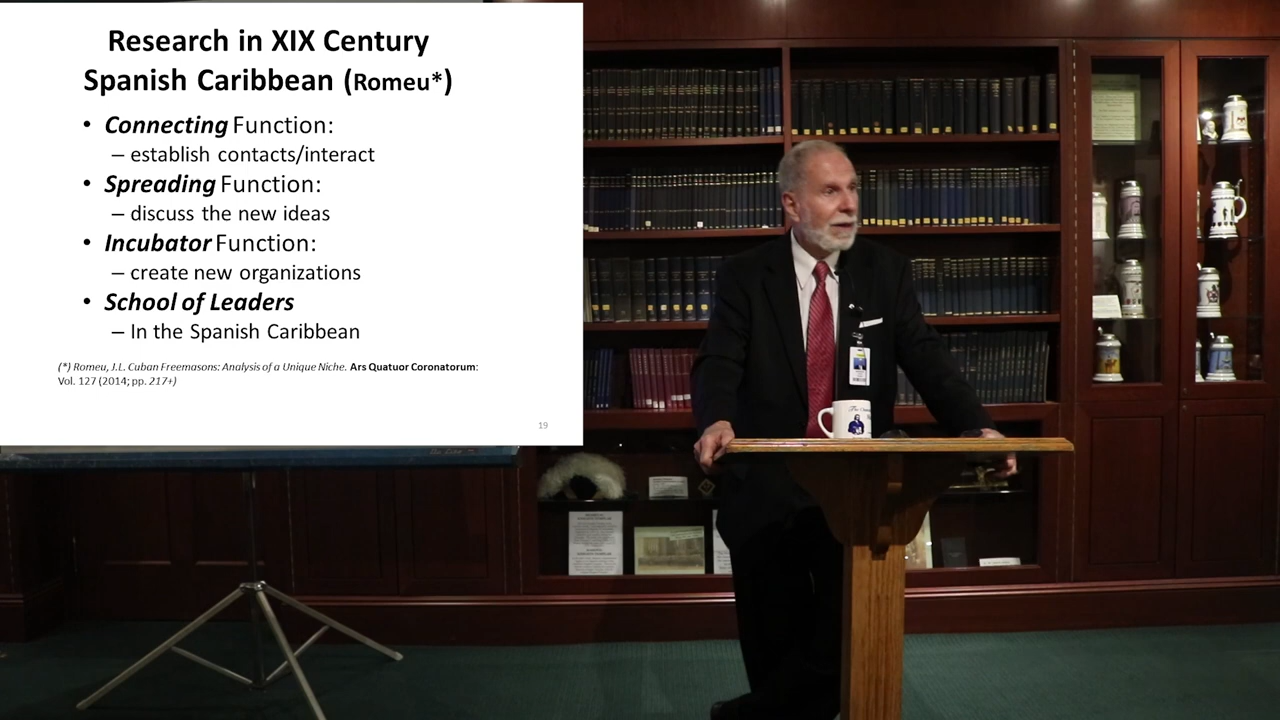 Research in XIX Century
Spanish Caribbean (Romeu*)
• Connecting Function:
– establish contacts/interact
• Spreading Function:
– discuss the new ideas
• Incubator Function:
– create new organizations
• School of Leaders
– In the Spanish Caribbean
(*) Romeu, J.L. Cuban Freemasons: Analysis of a Unique Niche. Ars Quatuor Coronatorum:
Vol. 127 (2014; pp. 217+)
19